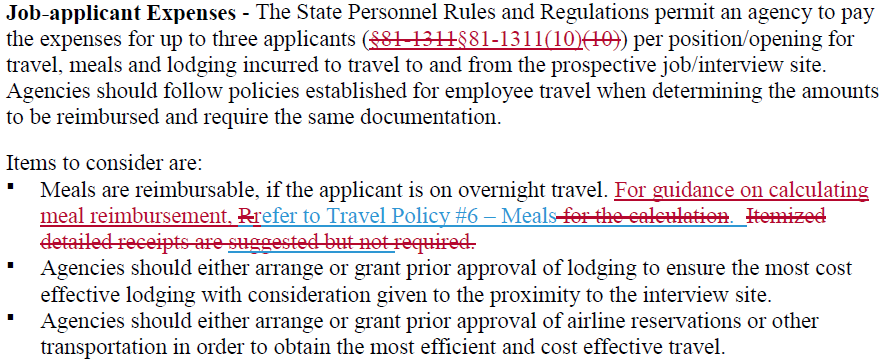 Job-applicant Expenses - The State Personnel Rules and Regulations permit an agency to pay
the expenses for up to three applicants (§81-1311§81-1311(10)(10)) per position/opening for
travel, meals and lodging incurred to travel to and from the prospective job/interview site.
Agencies should follow policies established for employee travel when determining the amounts
to be reimbursed and require the same documentation.
Items to consider are:
▪ Meals are reimbursable, if the applicant is on overnight travel. For guidance on calculating
meal reimbursement, Rrefer to Travel Policy #6 – Meals for the calculation. Itemized
detailed receipts are suggested but not required.
▪ Agencies should either arrange or grant prior approval of lodging to ensure the most cost
effective lodging with consideration given to the proximity to the interview site.
▪ Agencies should either arrange or grant prior approval of airline reservations or other
transportation in order to obtain the most efficient and cost effective travel.